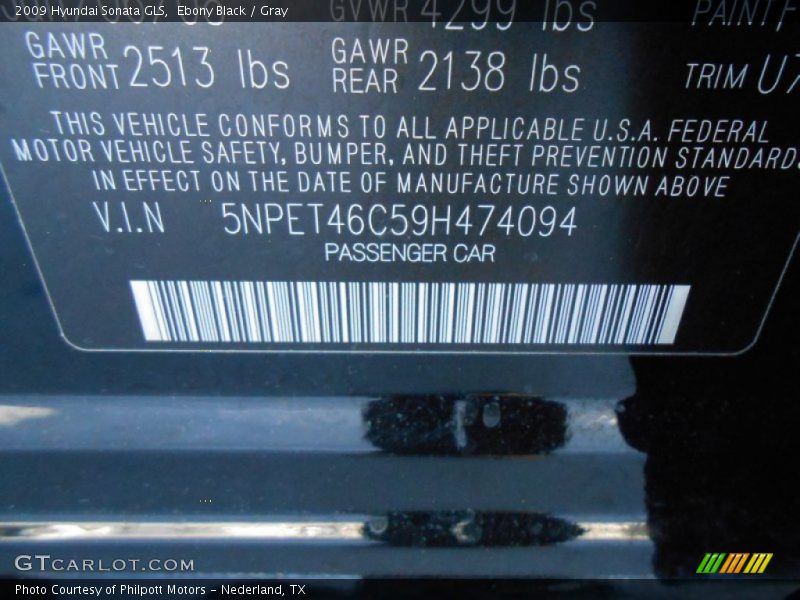 2009 Hyundai Sonata GLS, Ebony Black / Gray
GVWR 4299 lbs
PAINT F
GAWR FRONT 2513 lbs GAWR REAR 2138 lbs TRIM U7
THIS VEHICLE CONFORMS TO ALL APPLICABLE U.S.A. FEDERAL
MOTOR VEHICLE SAFETY, BUMPER, AND THEFT PREVENTION STANDARDS
IN EFFECT ON THE DATE OF MANUFACTURE SHOWN ABOVE
V.I.N 5NPET46C59H474094
PASSENGER CAR
GTCARLOT.COM
Photo Courtesy of Philpott Motors - Nederland, TX